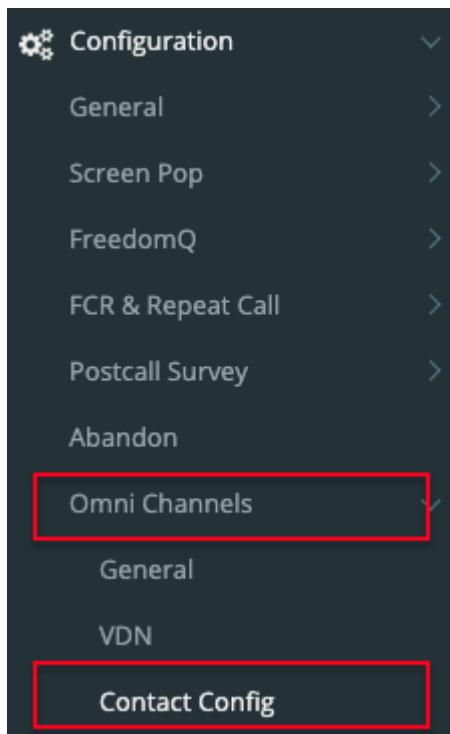 Configuration
General
Screen Pop
FreedomQ
FCR & Repeat Call
Postcall Survey
Abandon
Omni Channels
General
VDN
Contact Config